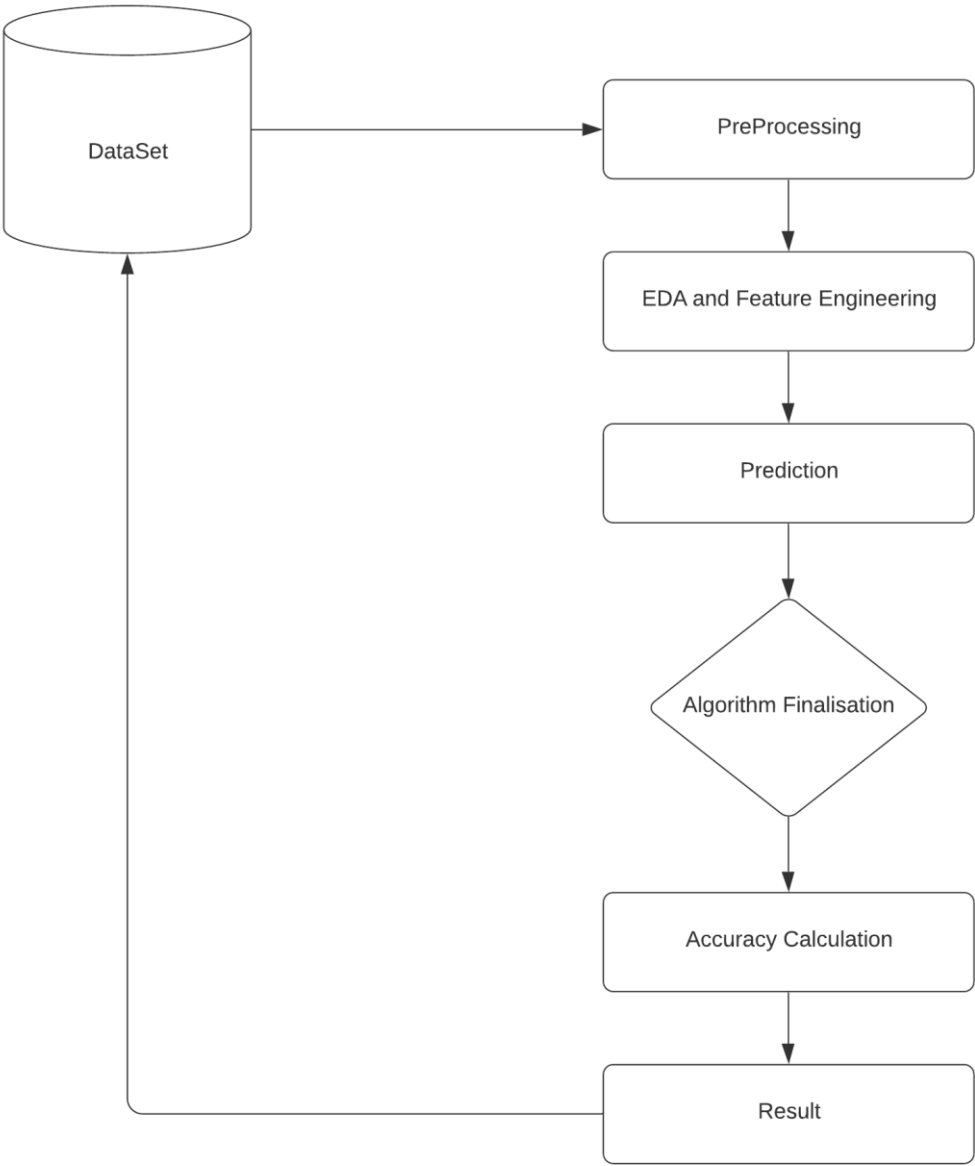 DataSet
PreProcessing
EDA and Feature Engineering
Prediction
Algorithm Finalisation
Accuracy Calculation
Result